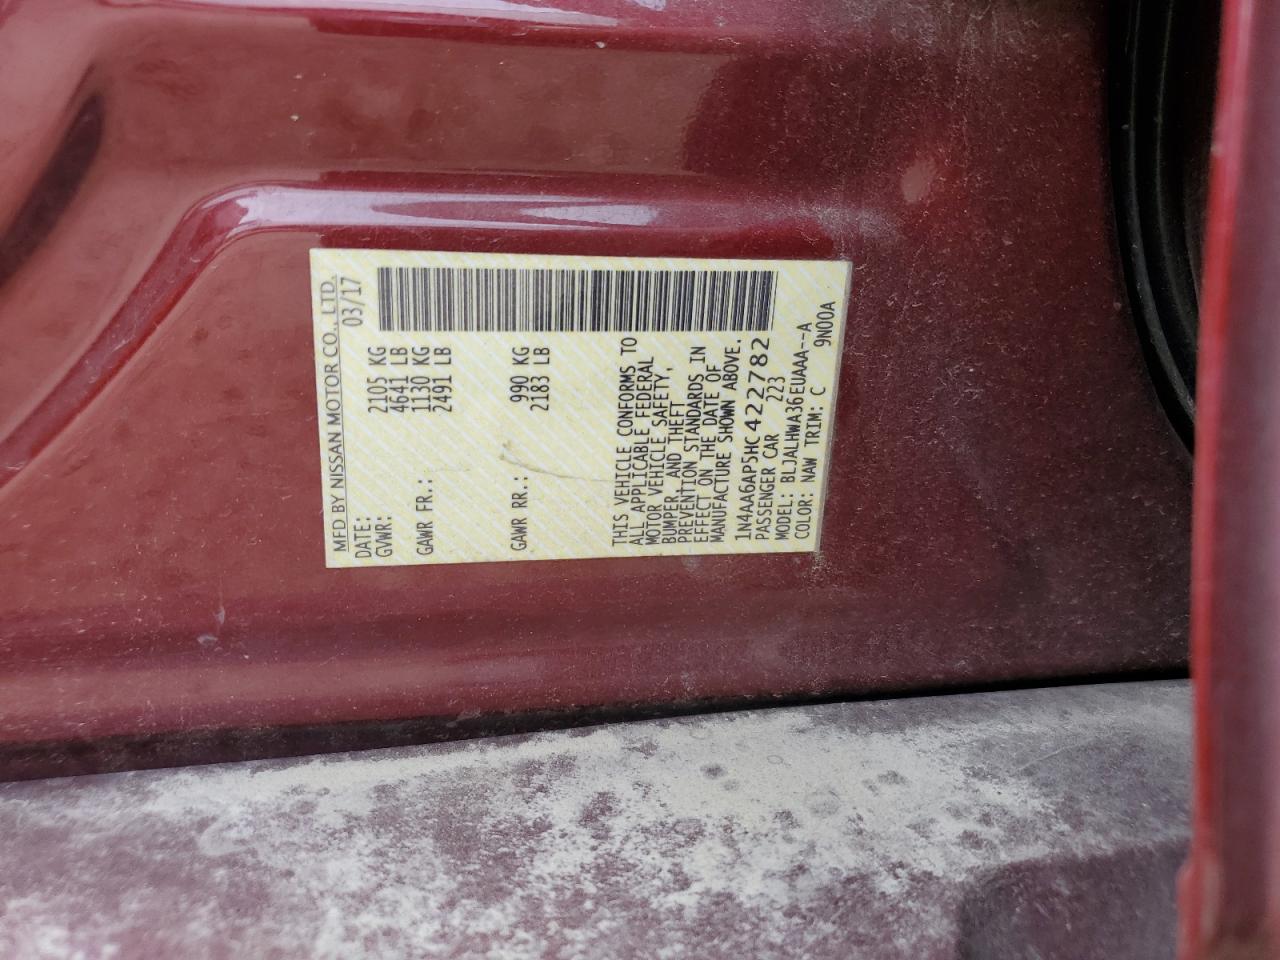 MFD BY NISSAN MOTOR CO., LTD.
DATE: 03/17
GVWR: 2105 KG
4641 LB
GAWR FR.: 1130 KG
2491 LB
GAWR RR.: 990 KG
2183 LB
THIS VEHICLE CONFORMS TO
ALL APPLICABLE FEDERAL
MOTOR VEHICLE SAFETY,
BUMPER, AND THEFT
PREVENTION STANDARDS IN
EFFECT ON THE DATE OF
MANUFACTURE SHOWN ABOVE.
1N4AA6AP5HC422782
PASSENGER CAR 223
MODEL: BLJALHWA36EUAAA--A
COLOR: NAW TRIM: C 9N00A